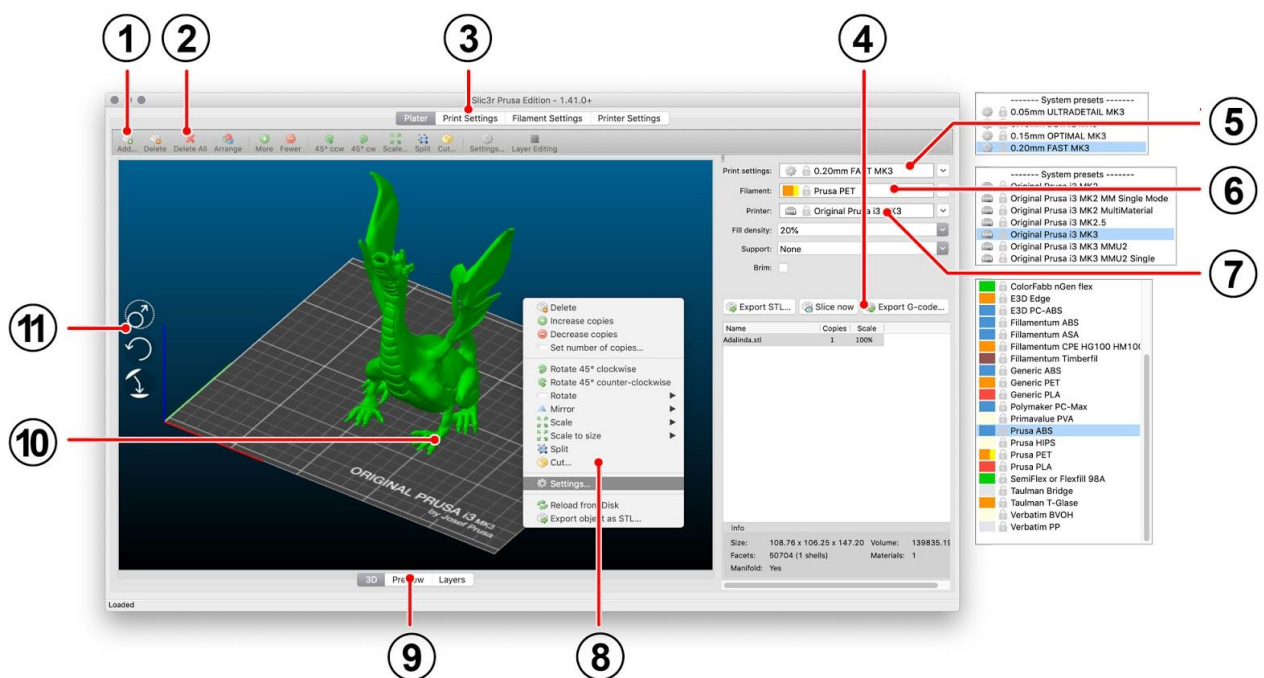 1
2
3
4
Slic3r Prusa Edition - 1.41.0+
Plater Print Settings Filament Settings Printer Settings
Add... Delete Delete All Arrange More Fewer 45° ccw 45° cw Scale... Split Cut... Settings... Layer Editing
Print settings: 0.20mm FAST MK3
Filament: Prusa PET
Printer: Original Prusa i3 MK3
Fill density: 20%
Support: None
Brim:
Export STL... Slice now Export G-code...
Name Copies Scale
Adalinda.stl 1 100%
Info
Size: 108.76 x 106.25 x 147.20 Volume: 139835.19
Facets: 50704 (1 shells) Materials: 1
Manifold: Yes
Delete
Increase copies
Decrease copies
Set number of copies...
Rotate 45° clockwise
Rotate 45° counter-clockwise
Rotate
Mirror
Scale
Scale to size
Split
Cut...
Settings...
Reload from Disk
Export object as STL...
ORIGINAL PRUSA i3 MK3
by Josef Prusa
3D Preview Layers
Loaded
------- System presets -------
0.05mm ULTRADETAIL MK3
0.15mm OPTIMAL MK3
0.20mm FAST MK3
5
------- System presets -------
Original Prusa i3 MK2
Original Prusa i3 MK2 MM Single Mode
Original Prusa i3 MK2 MultiMaterial
Original Prusa i3 MK2.5
Original Prusa i3 MK3
Original Prusa i3 MK3 MMU2
Original Prusa i3 MK3 MMU2 Single
6
7
ColorFabb nGen flex
E3D Edge
E3D PC-ABS
Fillamentum ABS
Fillamentum ASA
Fillamentum CPE HG100 HM100
Fillamentum Timberfil
Generic ABS
Generic PET
Generic PLA
Polymaker PC-Max
Primavalue PVA
Prusa ABS
Prusa HIPS
Prusa PET
Prusa PLA
SemiFlex or Flexfill 98A
Taulman Bridge
Taulman T-Glase
Verbatim BVOH
Verbatim PP
11
10
9
8